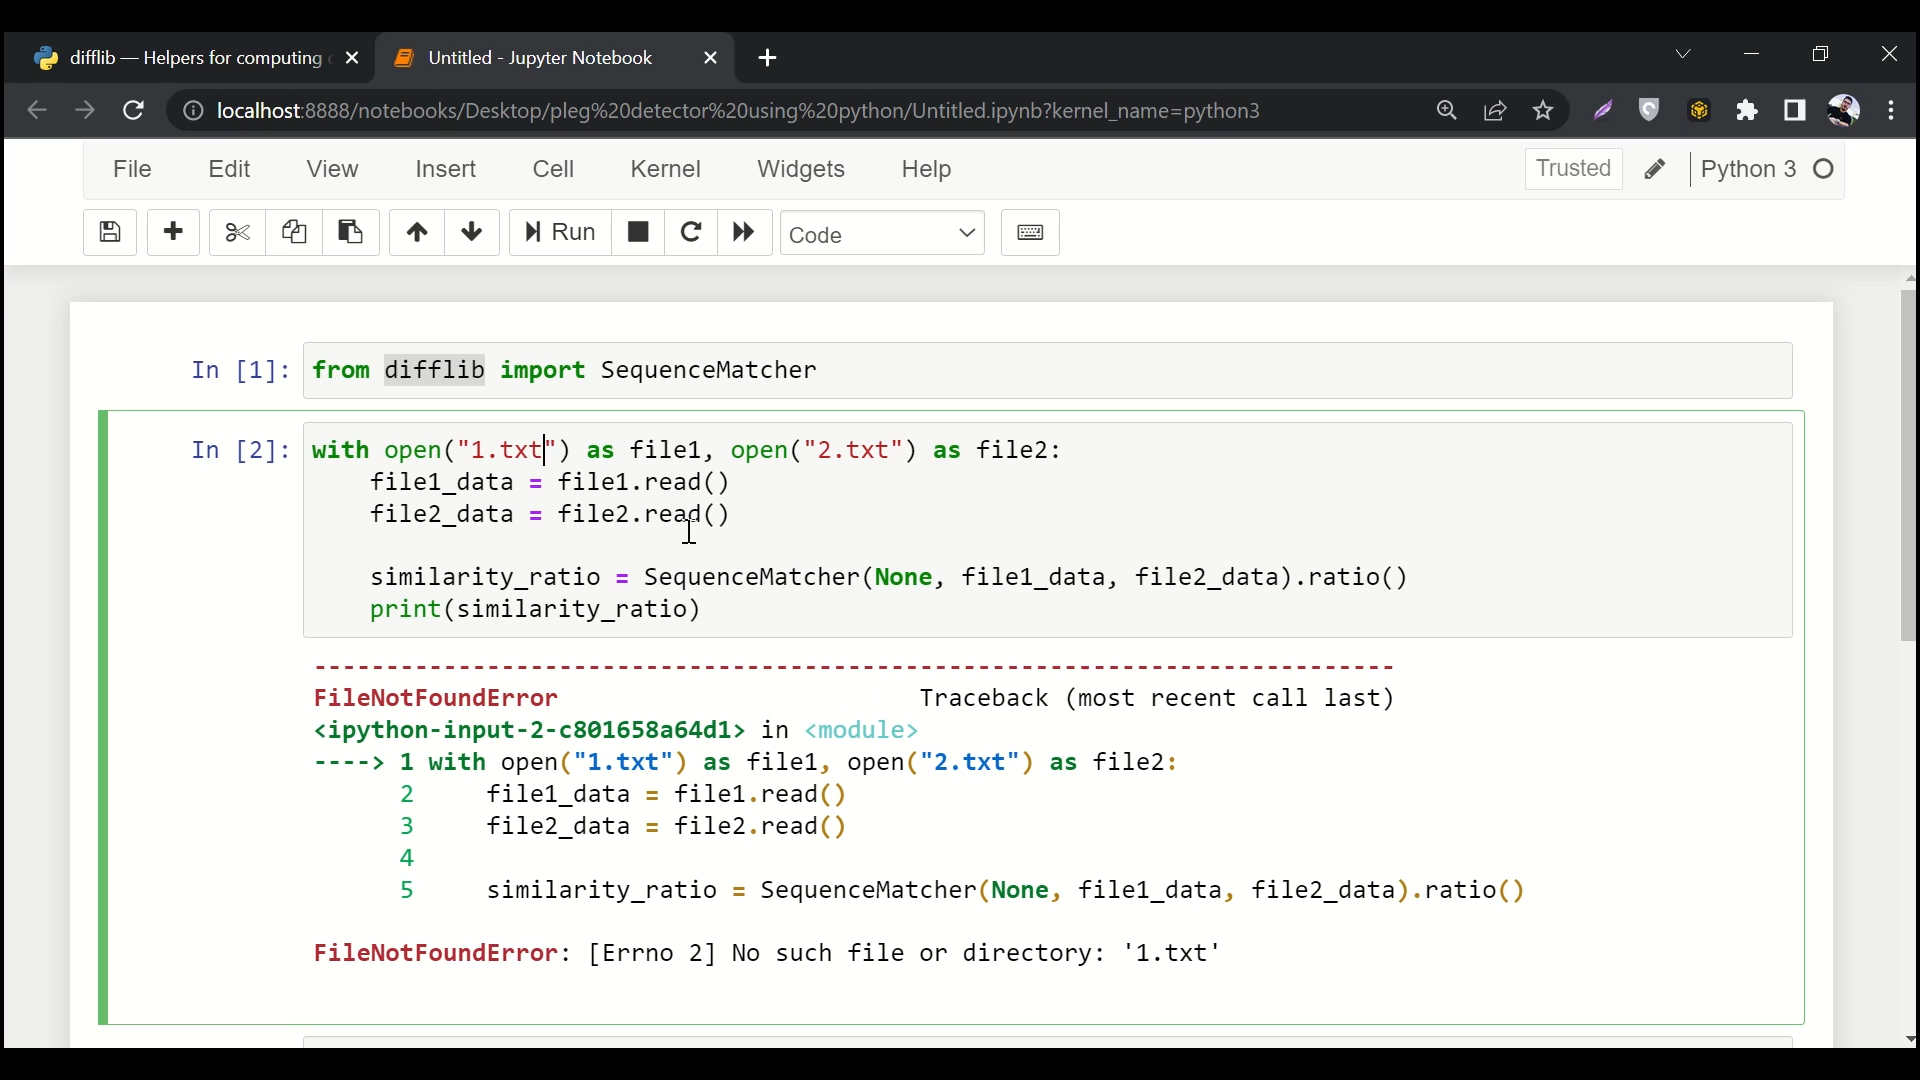 difflib — Helpers for computing
Untitled - Jupyter Notebook
localhost:8888/notebooks/Desktop/pleg%20detector%20using%20python/Untitled.ipynb?kernel_name=python3
File Edit View Insert Cell Kernel Widgets Help Trusted Python 3
Run Code
In [1]: from difflib import SequenceMatcher
In [2]: with open("1.txt") as file1, open("2.txt") as file2:
file1_data = file1.read()
file2_data = file2.read()
similarity_ratio = SequenceMatcher(None, file1_data, file2_data).ratio()
print(similarity_ratio)
---------------------------------------------------------------------------
FileNotFoundError Traceback (most recent call last)
<ipython-input-2-c801658a64d1> in <module>
----> 1 with open("1.txt") as file1, open("2.txt") as file2:
2 file1_data = file1.read()
3 file2_data = file2.read()
4
5 similarity_ratio = SequenceMatcher(None, file1_data, file2_data).ratio()
FileNotFoundError: [Errno 2] No such file or directory: '1.txt'